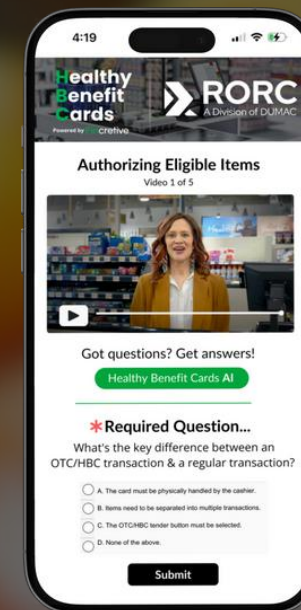 4:19
Healthy
Benefit
Cards
Powered by incretive
RORC
A Division of DUMAC
Authorizing Eligible Items
Video 1 of 5
Got questions? Get answers!
Healthy Benefit Cards AI
*Required Question...
What's the key difference between an
OTC/HBC transaction & a regular transaction?
A. The card must be physically handled by the cashier.
B. Items need to be separated into multiple transactions.
C. The OTC/HBC tender button must be selected.
D. None of the above.
Submit